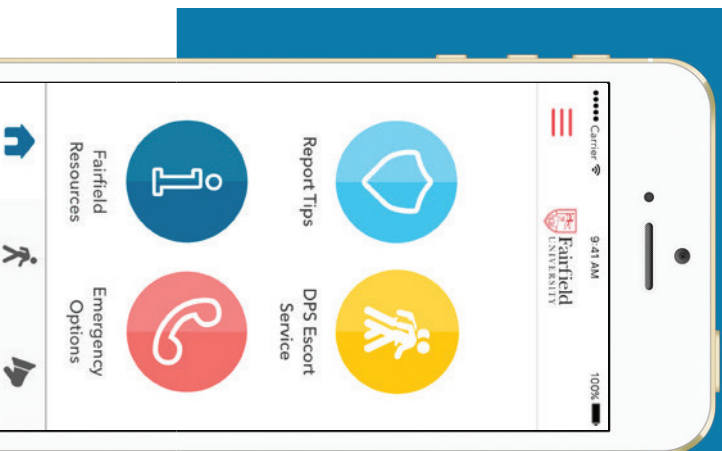 Carrier 9:41 AM 100%
Fairfield
UNIVERSITY
Report Tips
DPS Escort
Service
Fairfield
Resources
Emergency
Options